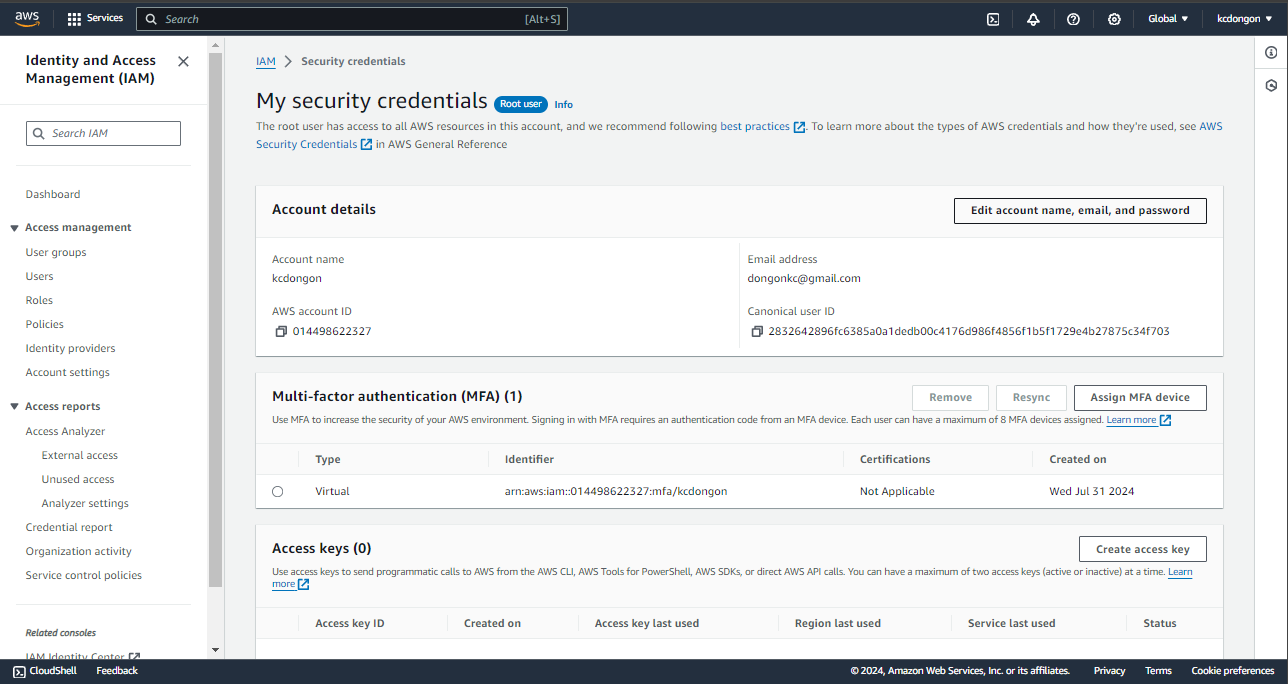 aws
Services
Search
[Alt+S]
Global
kcdongon
Identity and Access
Management (IAM)
Search IAM
Dashboard
Access management
User groups
Users
Roles
Policies
Identity providers
Account settings
Access reports
Access Analyzer
External access
Unused access
Analyzer settings
Credential report
Organization activity
Service control policies
Related consoles
IAM Identity Center
IAM
Security credentials
My security credentials Root user Info
The root user has access to all AWS resources in this account, and we recommend following best practices . To learn more about the types of AWS credentials and how they're used, see AWS
Security Credentials in AWS General Reference
Account details
Edit account name, email, and password
Account name
kcdongon
Email address
dongonkc@gmail.com
AWS account ID
014498622327
Canonical user ID
2832642896fc6385a0a1dedb00c4176d986f4856f1b5f1729e4b27875c34f703
Multi-factor authentication (MFA) (1)
Remove
Resync
Assign MFA device
Use MFA to increase the security of your AWS environment. Signing in with MFA requires an authentication code from an MFA device. Each user can have a maximum of 8 MFA devices assigned. Learn more
Type Identifier Certifications Created on
Virtual arn:aws:iam::014498622327:mfa/kcdongon Not Applicable Wed Jul 31 2024
Access keys (0)
Create access key
Use access keys to send programmatic calls to AWS from the AWS CLI, AWS Tools for PowerShell, AWS SDKs, or direct AWS API calls. You can have a maximum of two access keys (active or inactive) at a time. Learn
more
Access key ID Created on Access key last used Region last used Service last used Status
CloudShell Feedback © 2024, Amazon Web Services, Inc. or its affiliates. Privacy Terms Cookie preferences